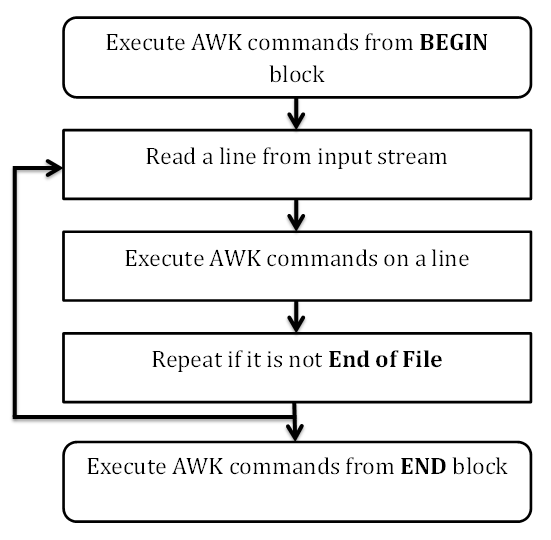 Execute AWK commands from BEGIN
block
Read a line from input stream
Execute AWK commands on a line
Repeat if it is not End of File
Execute AWK commands from END block